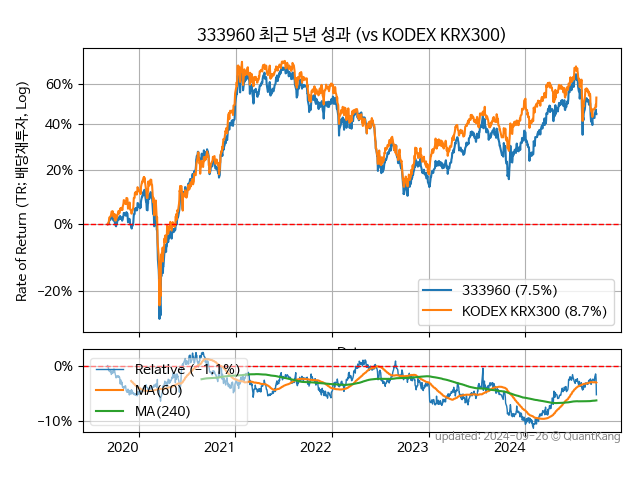 333960 최근 5년 성과 (vs KODEX KRX300)
Rate of Return (TR: 배당재투자, Log)
60%
40%
20%
0%
−20%
333960 (7.5%)
KODEX KRX300 (8.7%)
0%
−10%
Relative (−1.1%)
MA(60)
MA(240)
2020
2021
2022
2023
2024
updated: 2024-09-26 © QuantKang